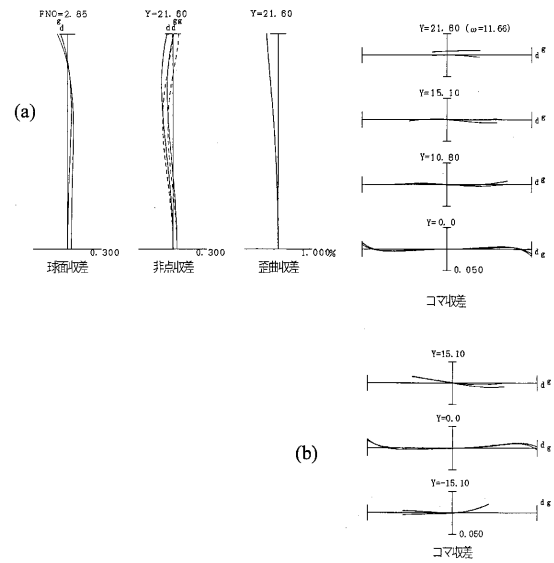 (a)
FNO=2.85
g
d
0.300
球面収差
Y=21.60
d d g g
0.300
非点収差
Y=21.60
1.000%
歪曲収差
Y=21.60 (ω=11.66)
d g
Y=15.10
d g
Y=10.80
d g
Y=0.0
d g
0.050
コマ収差
(b)
Y=15.10
d g
Y=0.0
d g
Y=-15.10
d g
0.050
コマ収差